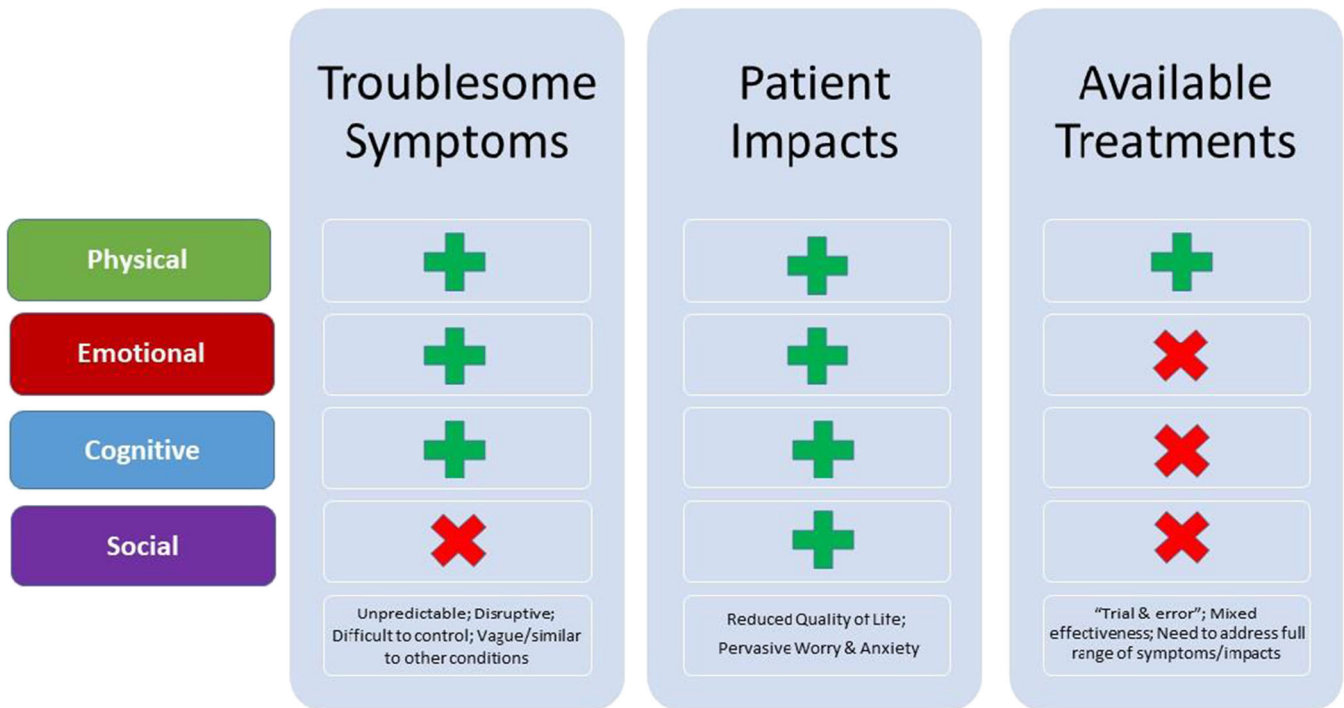 Troublesome
Symptoms
Patient
Impacts
Available
Treatments
Physical
Emotional
Cognitive
Social
Unpredictable; Disruptive;
Difficult to control; Vague/similar
to other conditions
Reduced Quality of Life;
Pervasive Worry & Anxiety
"Trial & error"; Mixed
effectiveness; Need to address full
range of symptoms/impacts